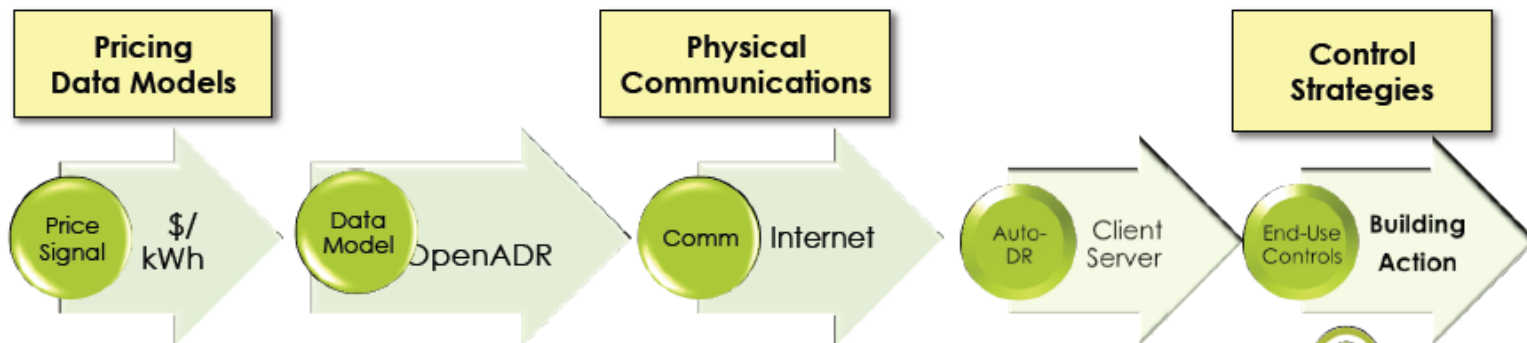 Pricing
Data Models
Physical
Communications
Control
Strategies
Price
Signal
$/
kWh
Data
Model
OpenADR
Comm
Internet
Auto-
DR
Client
Server
End-Use
Controls
Building
Action